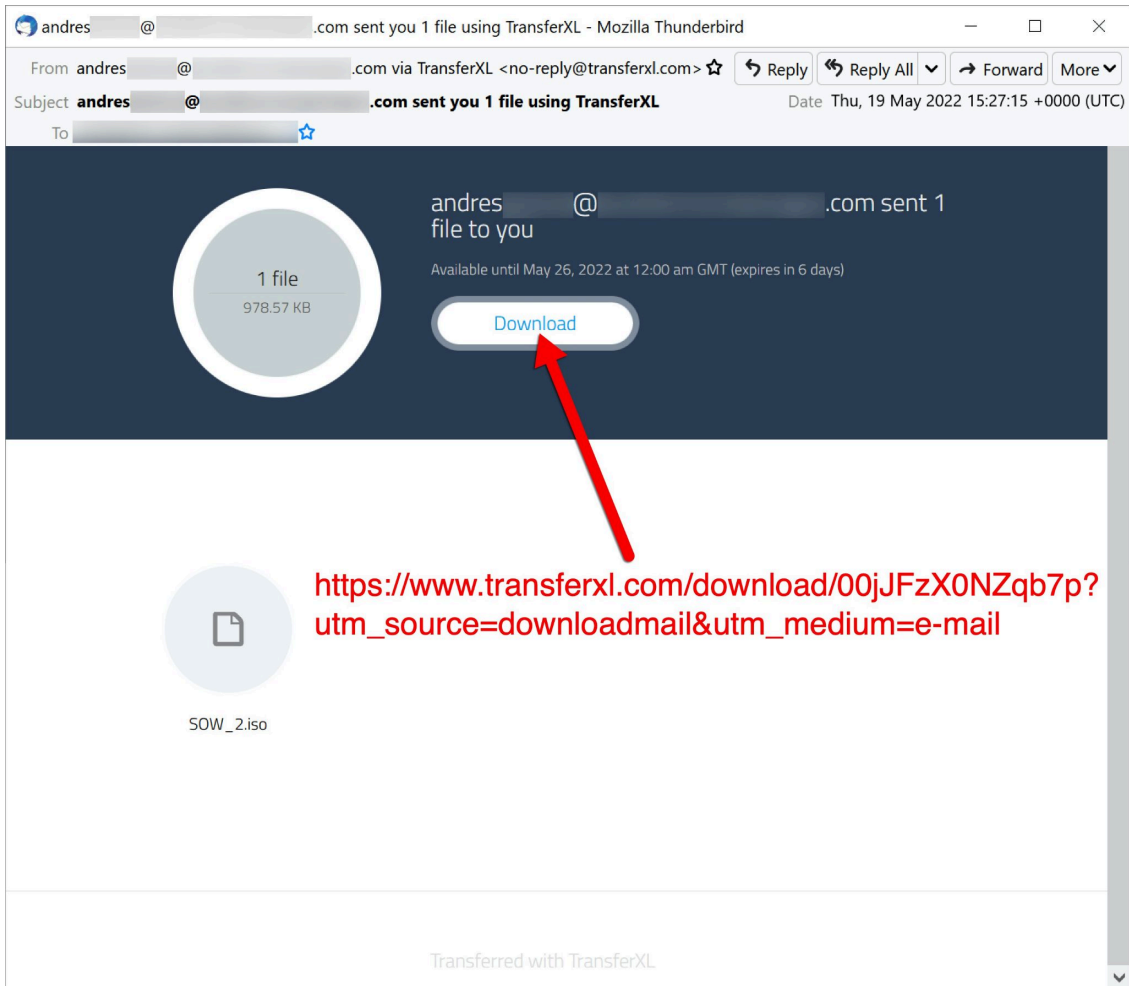 andres @ .com sent you 1 file using TransferXL - Mozilla Thunderbird
From andres @ .com via TransferXL <no-reply@transferxl.com> Reply Reply All Forward More
Subject andres @ .com sent you 1 file using TransferXL Date Thu, 19 May 2022 15:27:15 +0000 (UTC)
To
andres @ .com sent 1
file to you
Available until May 26, 2022 at 12:00 am GMT (expires in 6 days)
1 file
978.57 KB
Download
https://www.transferxl.com/download/00jJFzX0NZqb7p?
utm_source=downloadmail&utm_medium=e-mail
SOW_2.iso
Transferred with TransferXL